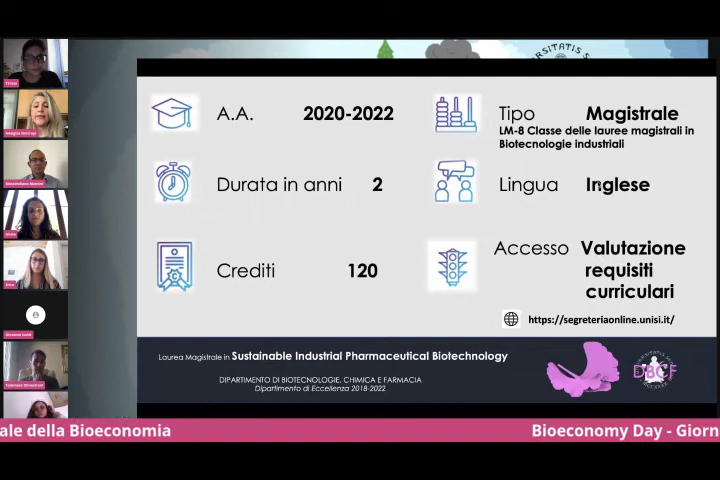 A.A. 2020-2022
Tipo Magistrale
LM-8 Classe delle lauree magistrali in
Biotecnologie industriali
Durata in anni 2
Lingua Inglese
Crediti 120
Accesso Valutazione
requisiti
curriculari
https://segreteriaonline.unisi.it/
Laurea Magistrale in Sustainable Industrial Pharmaceutical Biotechnology
DIPARTIMENTO DI BIOTECNOLOGIE, CHIMICA E FARMACIA
Dipartimento di Eccellenza 2018-2022
DBCF
ale della Bioeconomia
Bioeconomy Day - Giorn